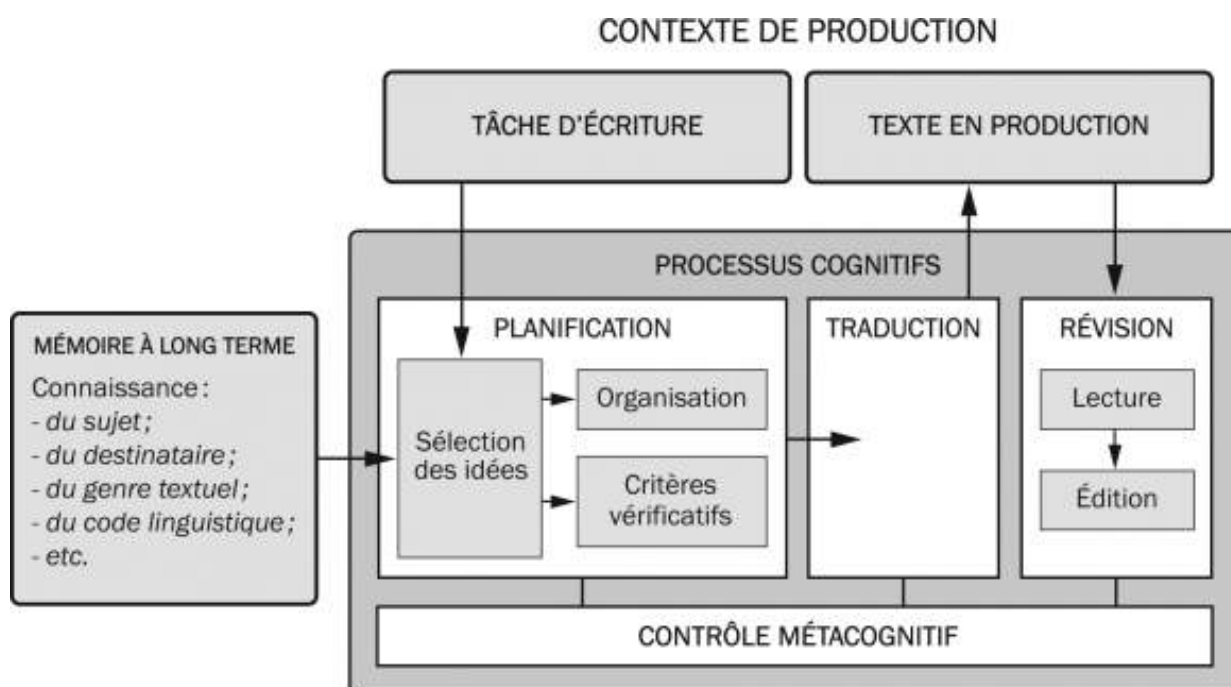 CONTEXTE DE PRODUCTION
TÂCHE D'ÉCRITURE
TEXTE EN PRODUCTION
PROCESSUS COGNITIFS
MÉMOIRE À LONG TERME
Connaissance :
- du sujet ;
- du destinataire ;
- du genre textuel ;
- du code linguistique ;
- etc.
PLANIFICATION
Sélection
des idées
Organisation
Critères
vérificatifs
TRADUCTION
RÉVISION
Lecture
Édition
CONTRÔLE MÉTACOGNITIF